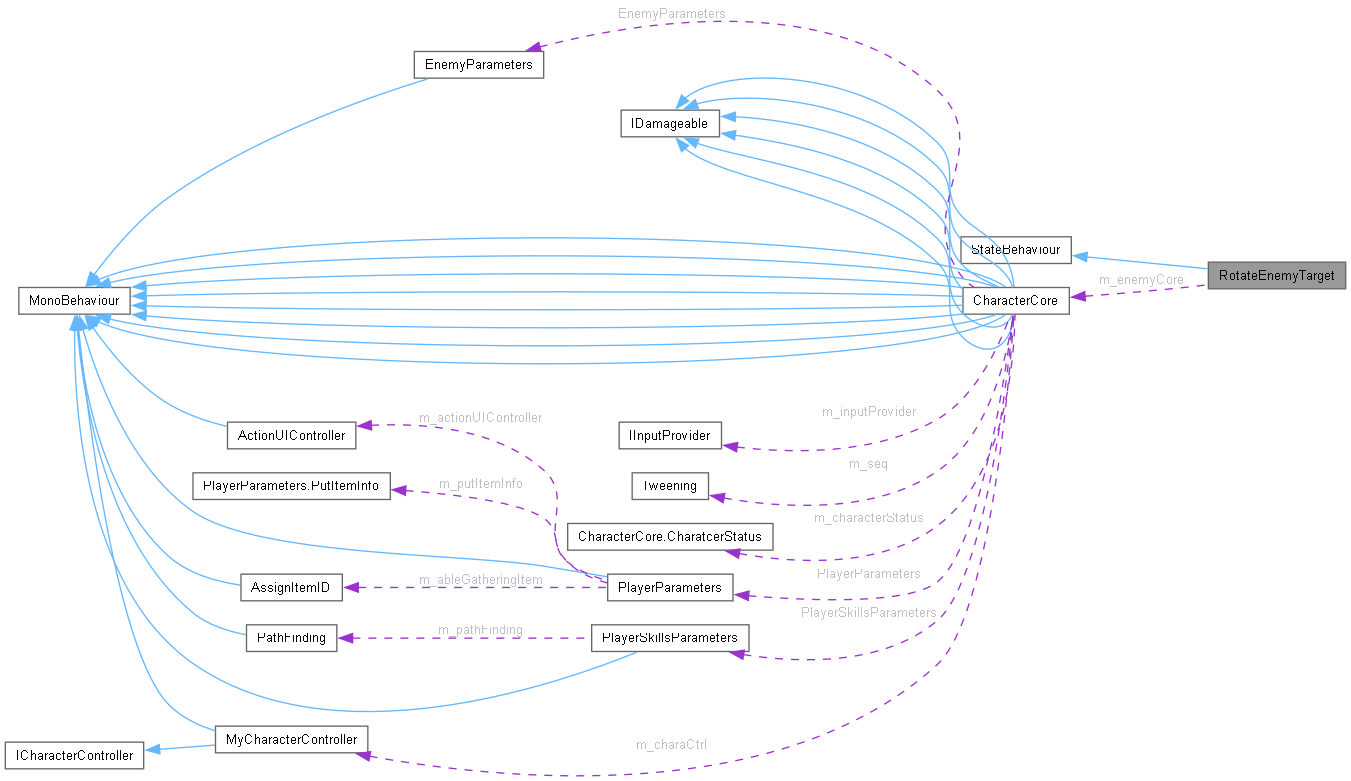 EnemyParameters
EnemyParameters
IDamageable
StateBehaviour
RotateEnemyTarget
m_enemyCore
MonoBehaviour
CharacterCore
m_actionUIController
m_inputProvider
ActionUIController
IInputProvider
m_seq
PlayerParameters.PutItemInfo
m_putItemInfo
Tweening
m_characterStatus
CharacterCore.CharatcerStatus
PlayerParameters
AssignItemID
m_ableGatheringItem
PlayerParameters
PlayerSkillsParameters
PathFinding
m_pathFinding
PlayerSkillsParameters
MyCharacterController
m_charaCtrl
ICharacterController